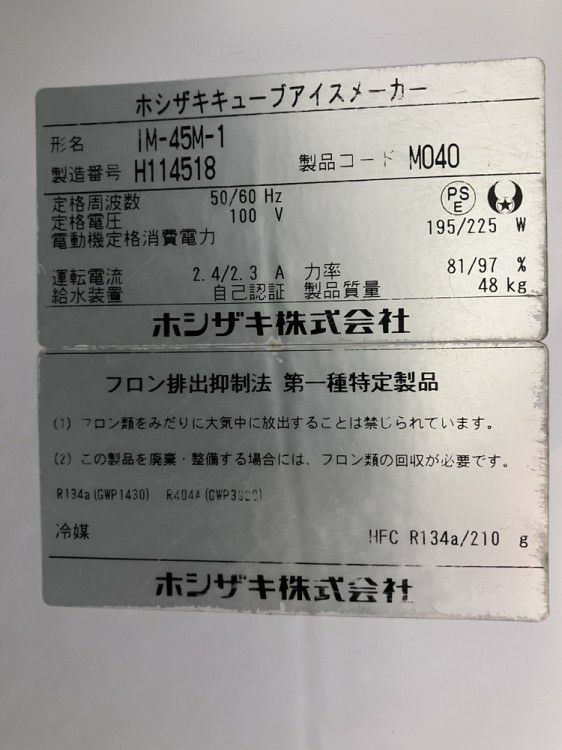 ホシザキキューブアイスメーカー
形名 IM-45M-1
製造番号 H114518 製品コード M040
定格周波数 50/60 Hz
定格電圧 100 V
PSE
電動機定格消費電力 195/225 W
運転電流 2.4/2.3 A 力率 81/97 %
給水装置 自己認証 製品質量 48 kg
ホシザキ株式会社
フロン排出抑制法 第一種特定製品
(1) フロン類をみだりに大気中に放出することは禁じられています。
(2) この製品を廃棄・整備する場合には、フロン類の回収が必要です。
R134a(GWP1430) R404A
冷媒 HFC R134a/210 g
ホシザキ株式会社